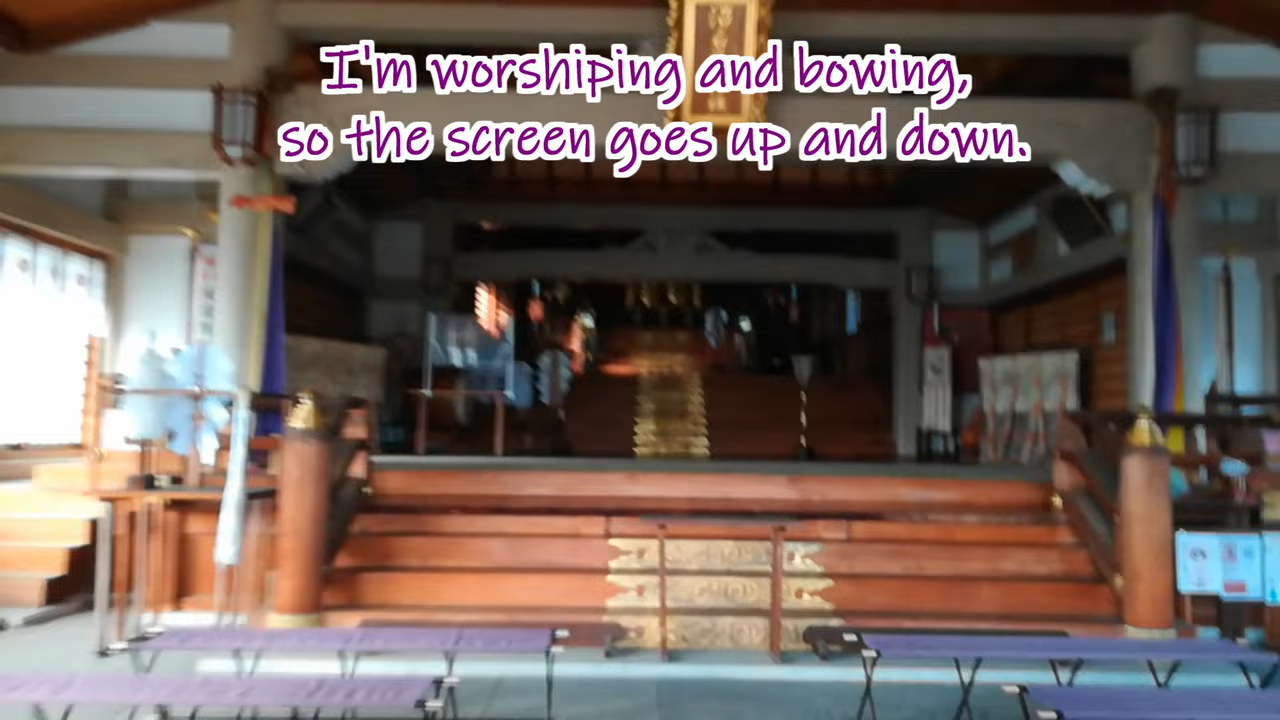 I'm worshiping and bowing,
so the screen goes up and down.